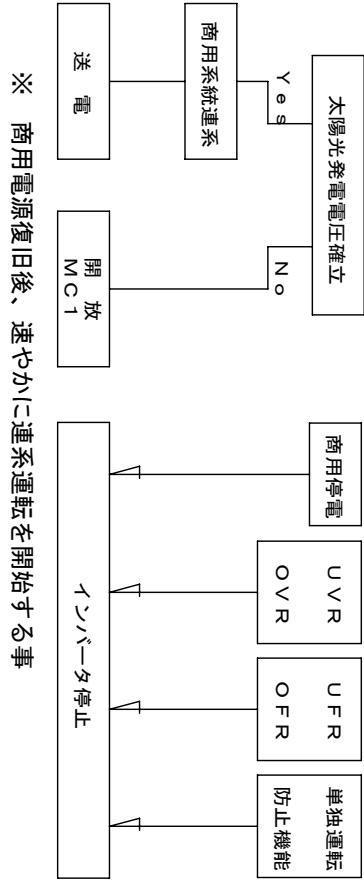 太陽光発電電圧確立
Yes
No
商用系統連系
送電
開放
MC1
商用停電
UVR
OVR
UFR
OFR
単独運転
防止機能
インバータ停止
※ 商用電源復旧後、速やかに連系運転を開始する事